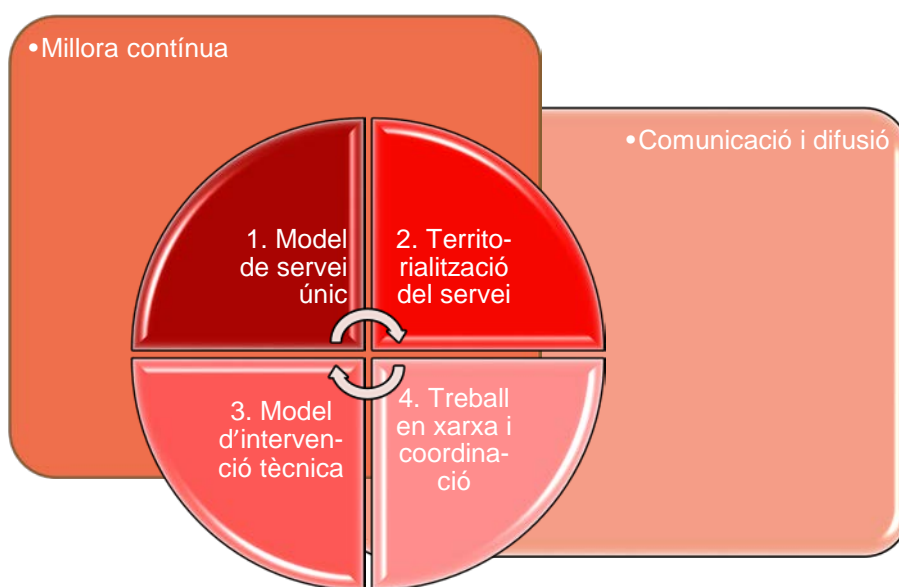 •Millora contínua
•Comunicació i difusió
1. Model
de servei
únic
2. Territo-
rialització
del servei
3. Model
d'interven-
ció tècnica
4. Treball
en xarxa i
coordina-
ció